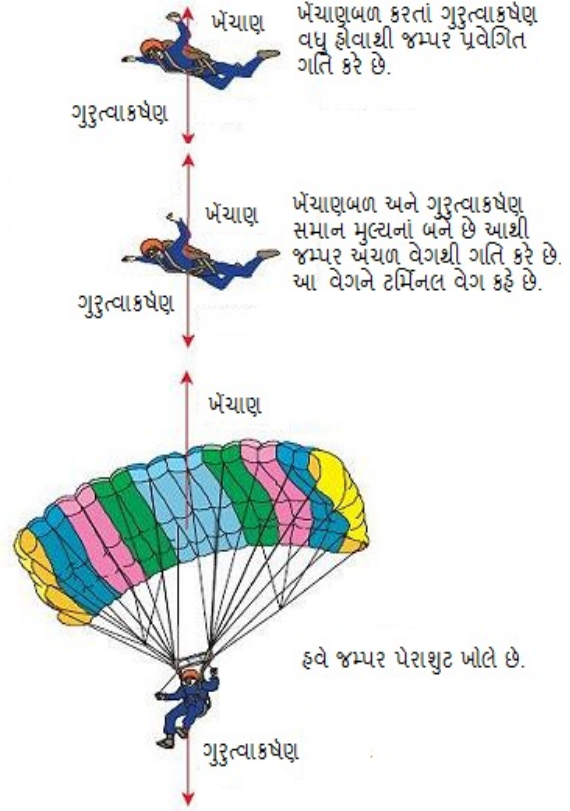 ખેંચાણ
ખેંચાણબળ કરતાં ગુરુત્વાકર્ષણ
વધુ હોવાથી જમ્પર પ્રવેગિત
ગતિ કરે છે.
ગુરુત્વાકર્ષણ
ખેંચાણ
ખેંચાણબળ અને ગુરુત્વાકર્ષણ
સમાન મુલ્યનાં બને છે આથી
જમ્પર અચળ વેગથી ગતિ કરે છે.
આ વેગને ટર્મિનલ વેગ કહે છે.
ગુરુત્વાકર્ષણ
ખેંચાણ
હવે જમ્પર પેરાશુટ ખોલે છે.
ગુરુત્વાકર્ષણ